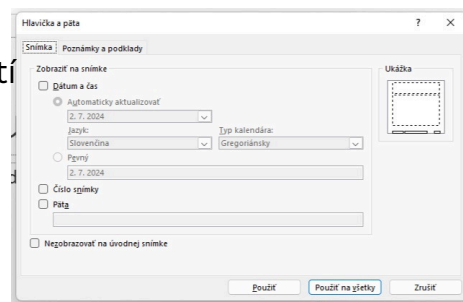 Hlavička a päta ? ×
Snímka Poznámky a podklady
Zobraziť na snímke Ukážka
tí
Dátum a čas
Automaticky aktualizovať
2. 7. 2024
Jazyk: Typ kalendára:
Slovenčina Gregoriánsky
Pevný
2. 7. 2024
Číslo snímky
Päta
Nezobrazovať na úvodnej snímke
Použiť Použiť na všetky Zrušiť